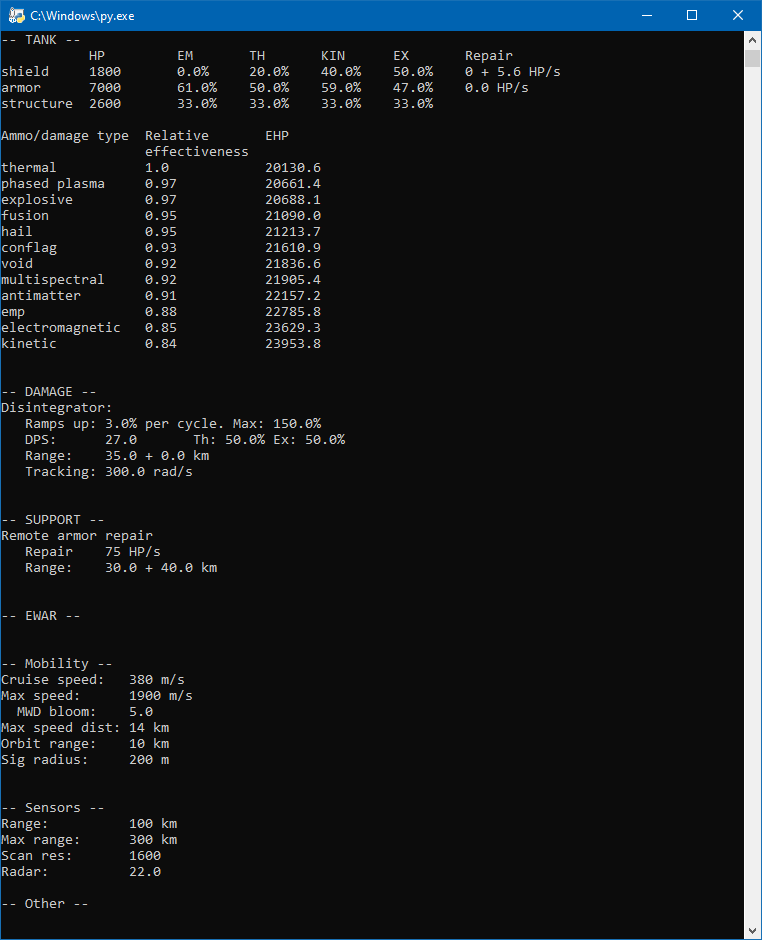 C:\Windows\py.exe
-- TANK --
HP EM TH KIN EX Repair
shield 1800 0.0% 20.0% 40.0% 50.0% 0 + 5.6 HP/s
armor 7000 61.0% 50.0% 59.0% 47.0% 0.0 HP/s
structure 2600 33.0% 33.0% 33.0% 33.0%
Ammo/damage type Relative EHP
effectiveness
thermal 1.0 20130.6
phased plasma 0.97 20661.4
explosive 0.97 20688.1
fusion 0.95 21090.0
hail 0.95 21213.7
conflag 0.93 21610.9
void 0.92 21836.6
multispectral 0.92 21905.4
antimatter 0.91 22157.2
emp 0.88 22785.8
electromagnetic 0.85 23629.3
kinetic 0.84 23953.8
-- DAMAGE --
Disintegrator:
Ramps up: 3.0% per cycle. Max: 150.0%
DPS: 27.0 Th: 50.0% Ex: 50.0%
Range: 35.0 + 0.0 km
Tracking: 300.0 rad/s
-- SUPPORT --
Remote armor repair
Repair 75 HP/s
Range: 30.0 + 40.0 km
-- EWAR --
-- Mobility --
Cruise speed: 380 m/s
Max speed: 1900 m/s
MWD bloom: 5.0
Max speed dist: 14 km
Orbit range: 10 km
Sig radius: 200 m
-- Sensors --
Range: 100 km
Max range: 300 km
Scan res: 1600
Radar: 22.0
-- Other --